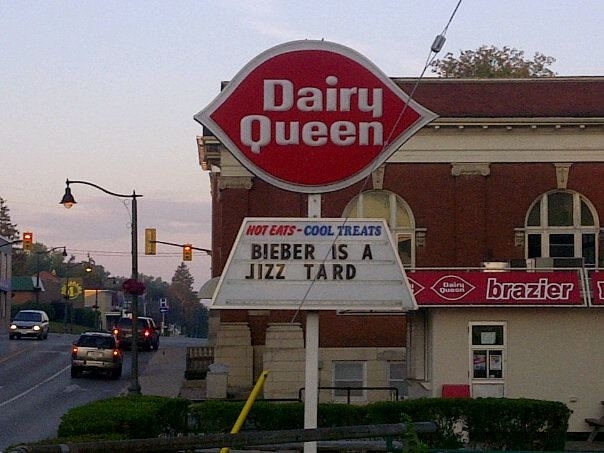 Dairy
Queen
HOT EATS - COOL TREATS
BIEBER IS A
JIZZ TARD
Dairy
Queen
brazier